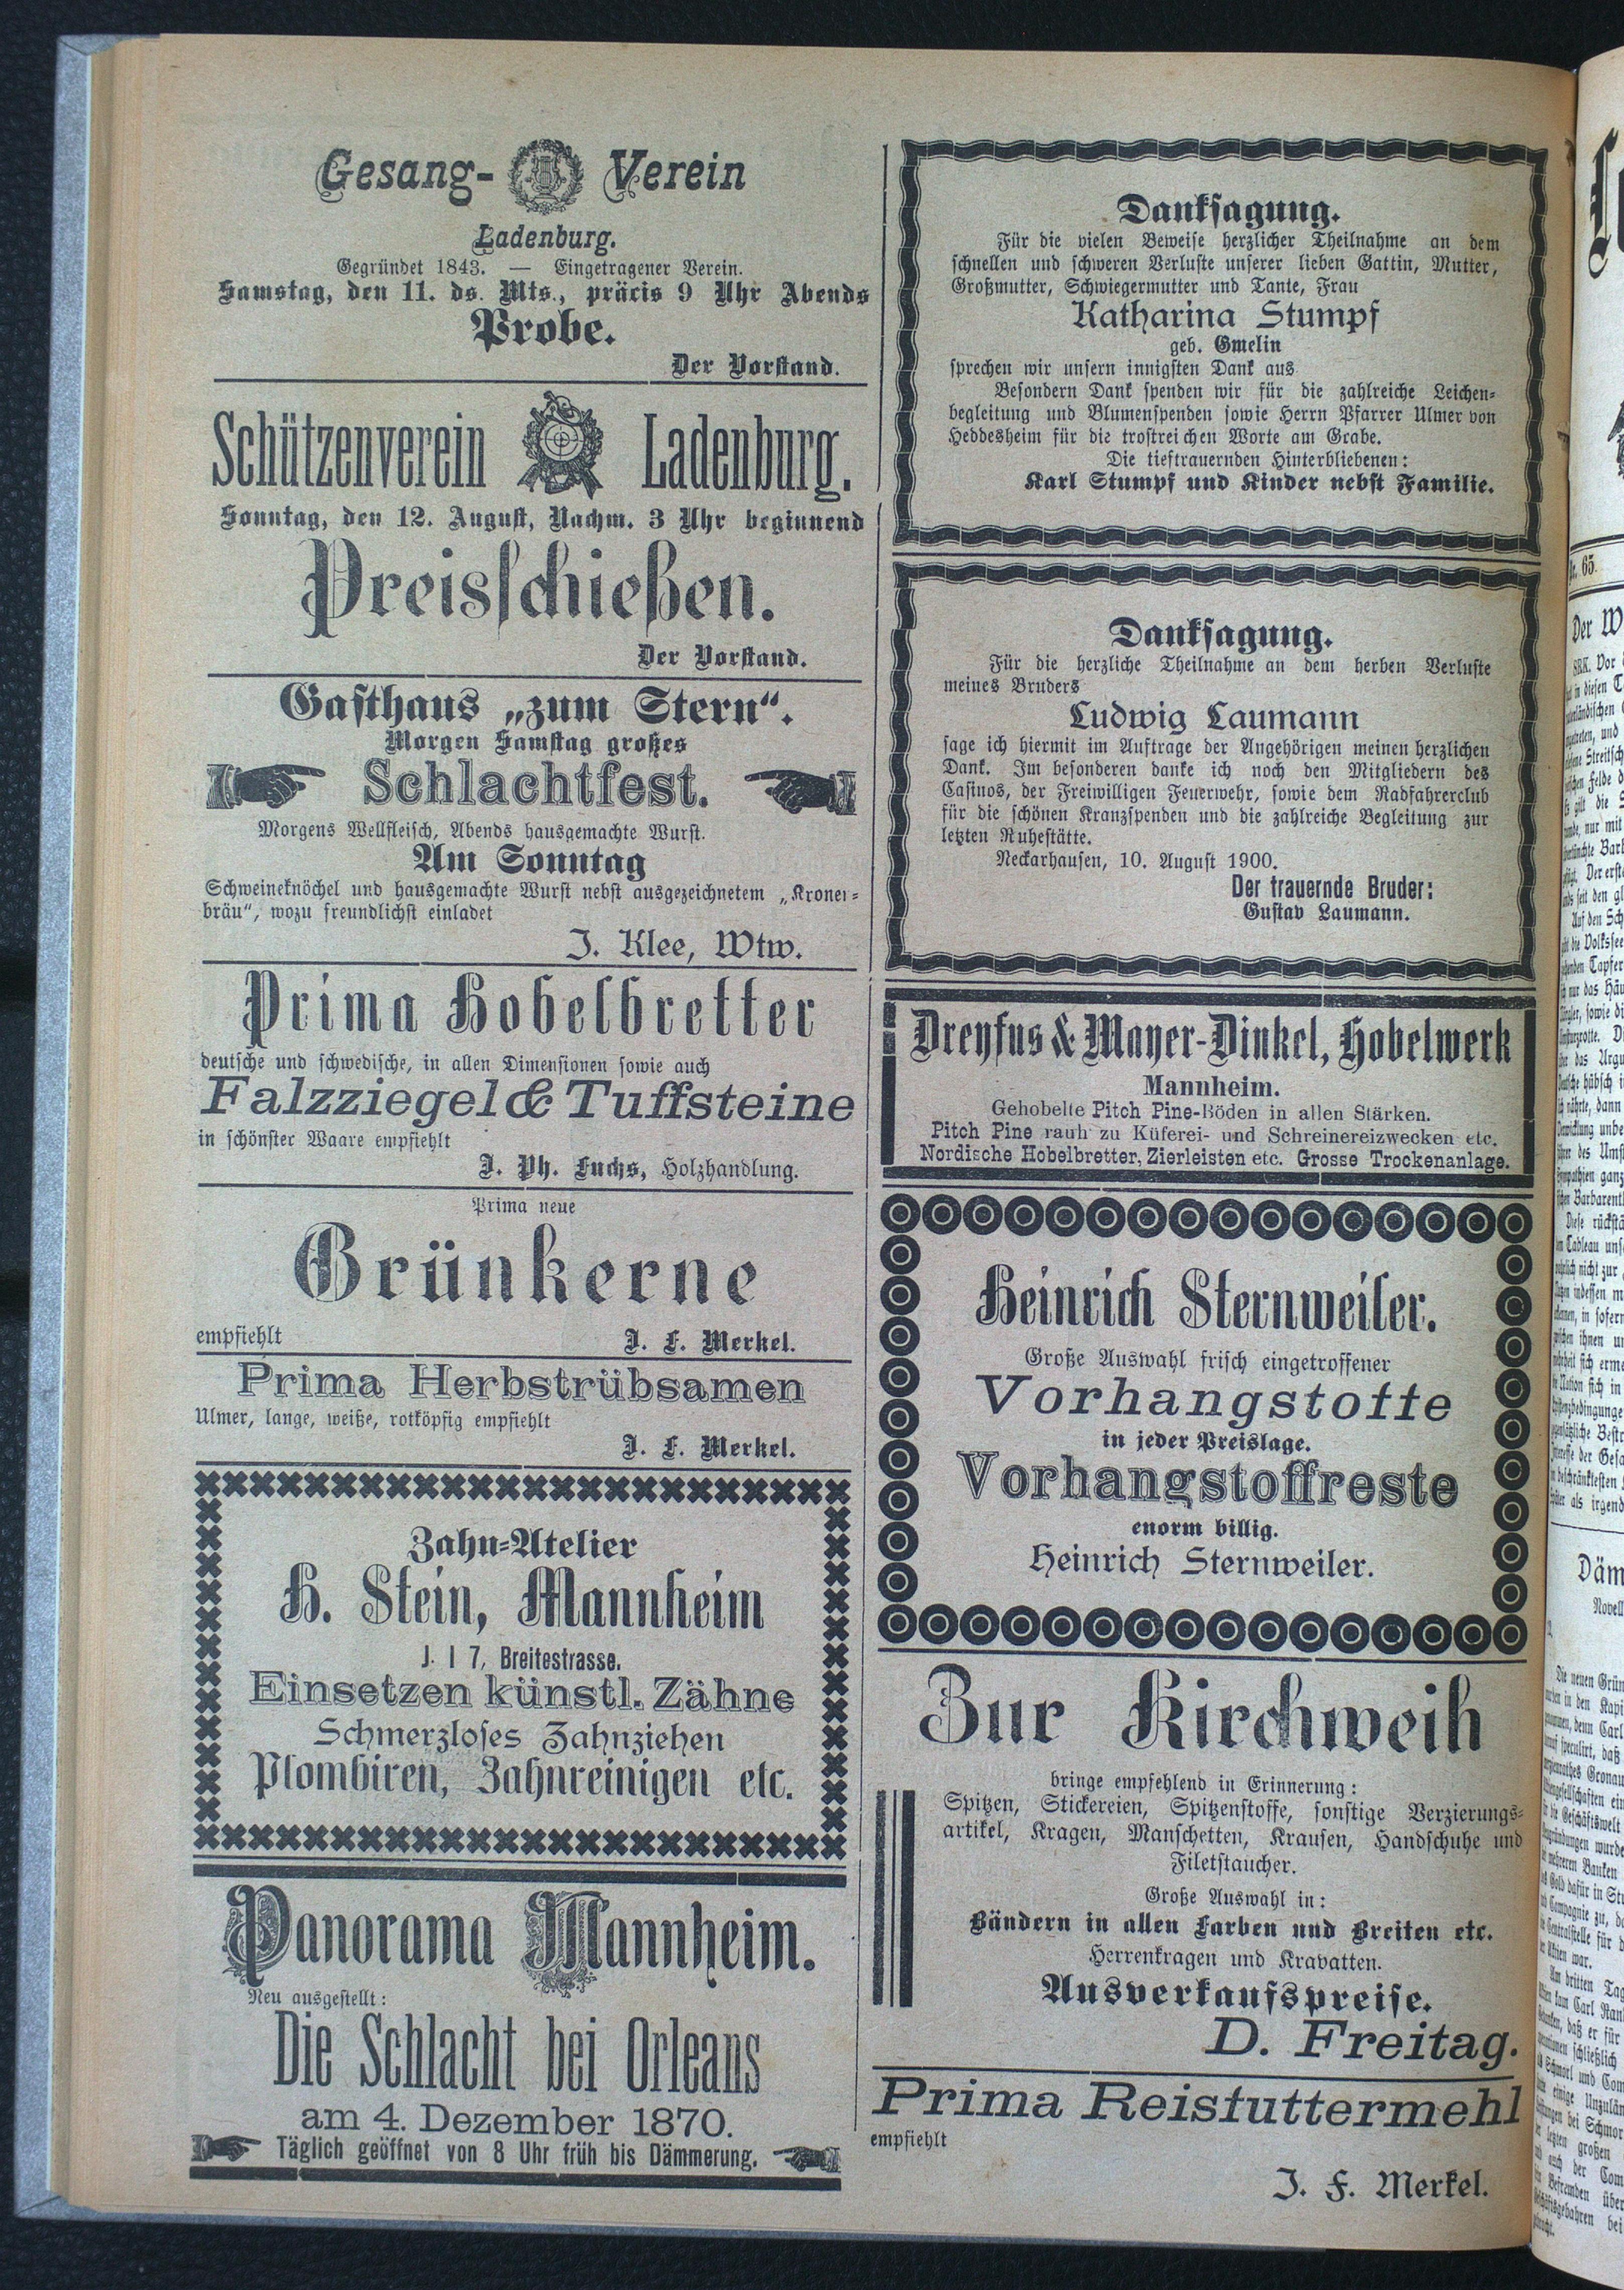 Gesang-Verein
Ladenburg.
Gegründet 1843. — Eingetragener Verein.
Samstag, den 11. ds. Mts., präcis 9 Uhr Abends
Probe.
Der Vorstand.
Schützenverein Ladenburg.
Sonntag, den 12. August, Nachm. 3 Uhr beginnend
Preisschießen.
Der Vorstand.
Gasthaus „zum Stern“.
Morgen Samstag großes
Schlachtfest.
Morgens Wellfleisch, Abends hausgemachte Wurst.
Am Sonntag
Schweineknöchel und hausgemachte Wurst nebst ausgezeichnetem „Kronen-
bräu“, wozu freundlichst einladet
J. Klee, Wtw.
Prima Hobelbretter
deutsche und schwedische, in allen Dimensionen sowie auch
Falzziegel & Tuffsteine
in schönster Waare empfiehlt
J. Ph. Fuchs, Holzhandlung.
Prima neue
Grünkerne
empfiehlt J. F. Merkel.
Prima Herbstrübsamen
Ulmer, lange, weiße, rotköpfig empfiehlt
J. F. Merkel.
Zahn-Atelier
H. Stein, Mannheim
J. 1 7, Breitestrasse.
Einsetzen künstl. Zähne
Schmerzloses Zahnziehen
Plombiren, Zahnreinigen etc.
Panorama Mannheim.
Neu ausgestellt:
Die Schlacht bei Orleans
am 4. Dezember 1870.
Täglich geöffnet von 8 Uhr früh bis Dämmerung.
Danksagung.
Für die vielen Beweise herzlicher Theilnahme an dem
schnellen und schweren Verluste unserer lieben Gattin, Mutter,
Großmutter, Schwiegermutter und Tante, Frau
Katharina Stumpf
geb. Gmelin
sprechen wir unsern innigsten Dank aus.
Besondern Dank spenden wir für die zahlreiche Leichen-
begleitung und Blumenspenden sowie Herrn Pfarrer Ulmer von
Heddesheim für die trostreichen Worte am Grabe.
Die tieftrauernden Hinterbliebenen:
Karl Stumpf und Kinder nebst Familie.
Danksagung.
Für die herzliche Theilnahme an dem herben Verluste
meines Bruders
Ludwig Laumann
sage ich hiermit im Auftrage der Angehörigen meinen herzlichen
Dank. Im besonderen danke ich noch den Mitgliedern des
Casinos, der Freiwilligen Feuerwehr, sowie dem Radfahrerclub
für die schönen Kranzspenden und die zahlreiche Begleitung zur
letzten Ruhestätte.
Neckarhausen, 10. August 1900.
Der trauernde Bruder:
Gustav Laumann.
Dreyfus & Mayer-Dinkel, Hobelwerk
Mannheim.
Gehobelte Pitch Pine-Böden in allen Stärken.
Pitch Pine rauh zu Küferei- und Schreinereizwecken etc.
Nordische Hobelbretter, Zierleisten etc. Grosse Trockenanlage.
Heinrich Sternweiler.
Große Auswahl frisch eingetroffener
Vorhangstoffe
in jeder Preislage.
Vorhangstoffreste
enorm billig.
Heinrich Sternweiler.
Zur Kirchweih
bringe empfehlend in Erinnerung:
Spitzen, Stickereien, Spitzenstoffe, sonstige Verzierungs-
artikel, Kragen, Manschetten, Krausen, Handschuhe und
Filetstaucher.
Große Auswahl in:
Bändern in allen Farben und Breiten etc.
Herrenkragen und Kravatten.
Ausverkaufspreise.
D. Freitag.
Prima Reisfuttermehl
empfiehlt
J. F. Merkel.